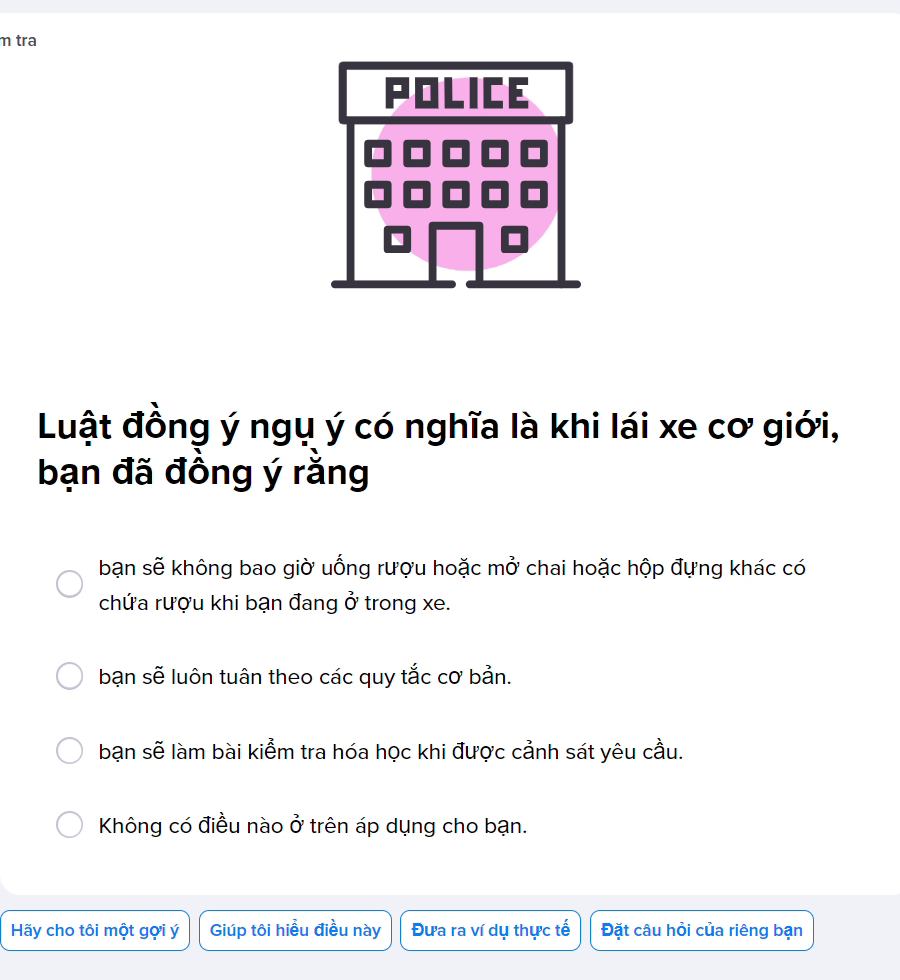 m tra
POLICE
Luật đồng ý ngụ ý có nghĩa là khi lái xe cơ giới,
bạn đã đồng ý rằng
bạn sẽ không bao giờ uống rượu hoặc mở chai hoặc hộp đựng khác có
chứa rượu khi bạn đang ở trong xe.
bạn sẽ luôn tuân theo các quy tắc cơ bản.
bạn sẽ làm bài kiểm tra hóa học khi được cảnh sát yêu cầu.
Không có điều nào ở trên áp dụng cho bạn.
Hãy cho tôi một gợi ý
Giúp tôi hiểu điều này
Đưa ra ví dụ thực tế
Đặt câu hỏi của riêng bạn